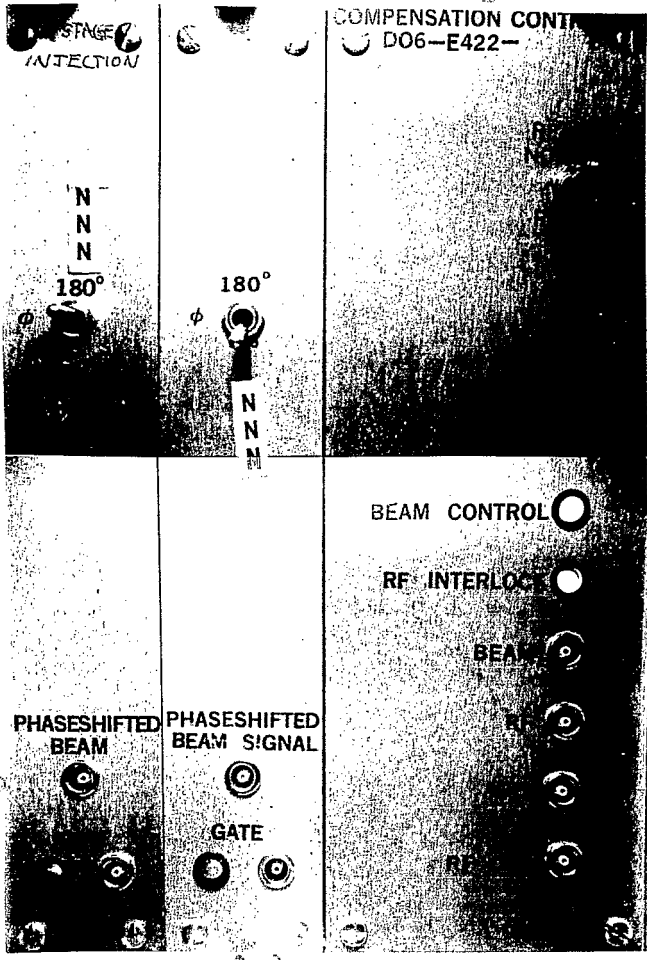 STAGE
INJECTION
N
N
N
180°
φ
180°
φ
N
N
N
COMPENSATION CONT
DO6-E422-
BEAM CONTROL
RF INTERLOCK
BEAM
RF
RF
PHASESHIFTED
BEAM
PHASESHIFTED
BEAM SIGNAL
GATE